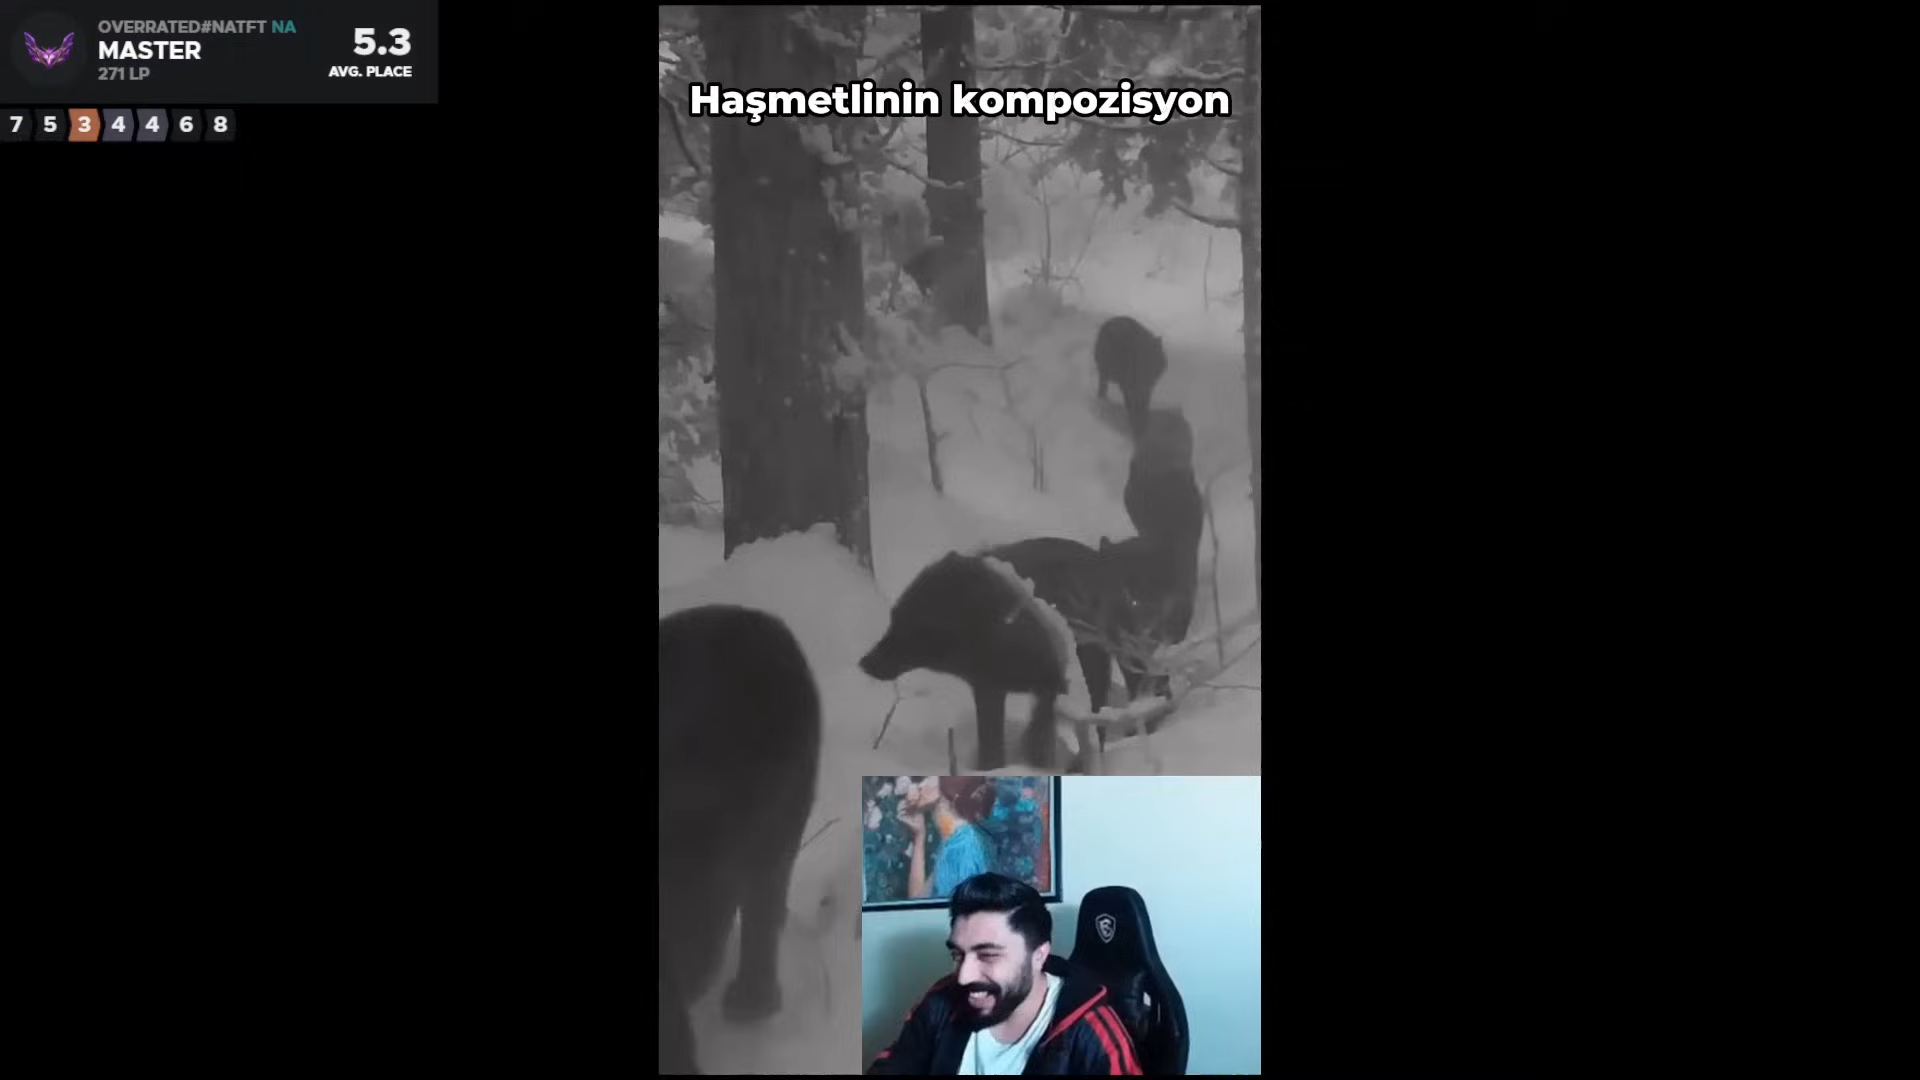 OVERRATED#NATFT NA
MASTER
271 LP
5.3
AVG. PLACE
7 5 3 4 4 6 8
Haşmetlinin kompozisyon